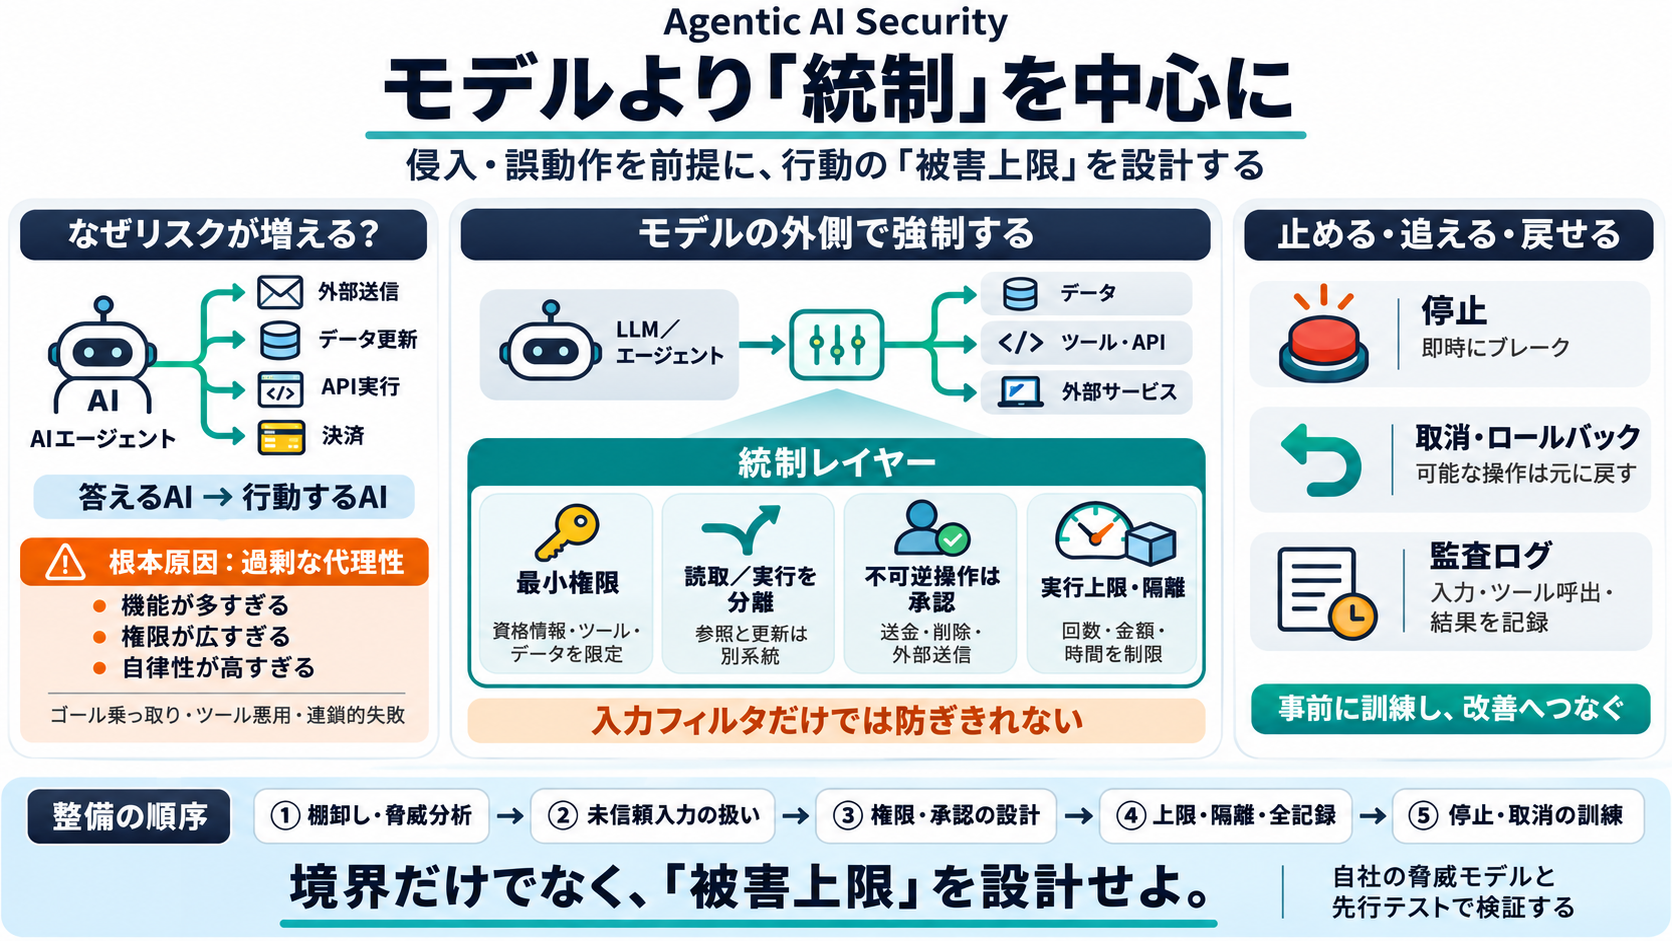 Agentic AI Security
モデルより「統制」を中心に
侵入・誤動作を前提に、行動の「被害上限」を設計する
なぜリスクが増える？
外部送信
データ更新
API実行
決済
AI
AIエージェント
答えるAI → 行動するAI
根本原因：過剰な代理性
機能が多すぎる
権限が広すぎる
自律性が高すぎる
ゴール乗っ取り・ツール悪用・連鎖的失敗
モデルの外側で強制する
LLM／
エージェント
データ
ツール・API
外部サービス
統制レイヤー
最小権限
資格情報・ツール・
データを限定
読取／実行を
分離
参照と更新は
別系統
不可逆操作は
承認
送金・削除・
外部送信
実行上限・隔離
回数・金額・
時間を制限
入力フィルタだけでは防ぎきれない
止める・追える・戻せる
停止
即時にブレーク
取消・ロールバック
可能な操作は元に戻す
監査ログ
入力・ツール呼出・
結果を記録
事前に訓練し、改善へつなぐ
整備の順序
① 棚卸し・脅威分析
② 未信頼入力の扱い
③ 権限・承認の設計
④ 上限・隔離・全記録
⑤ 停止・取消の訓練
境界だけでなく、「被害上限」を設計せよ。
自社の脅威モデルと
先行テストで検証する